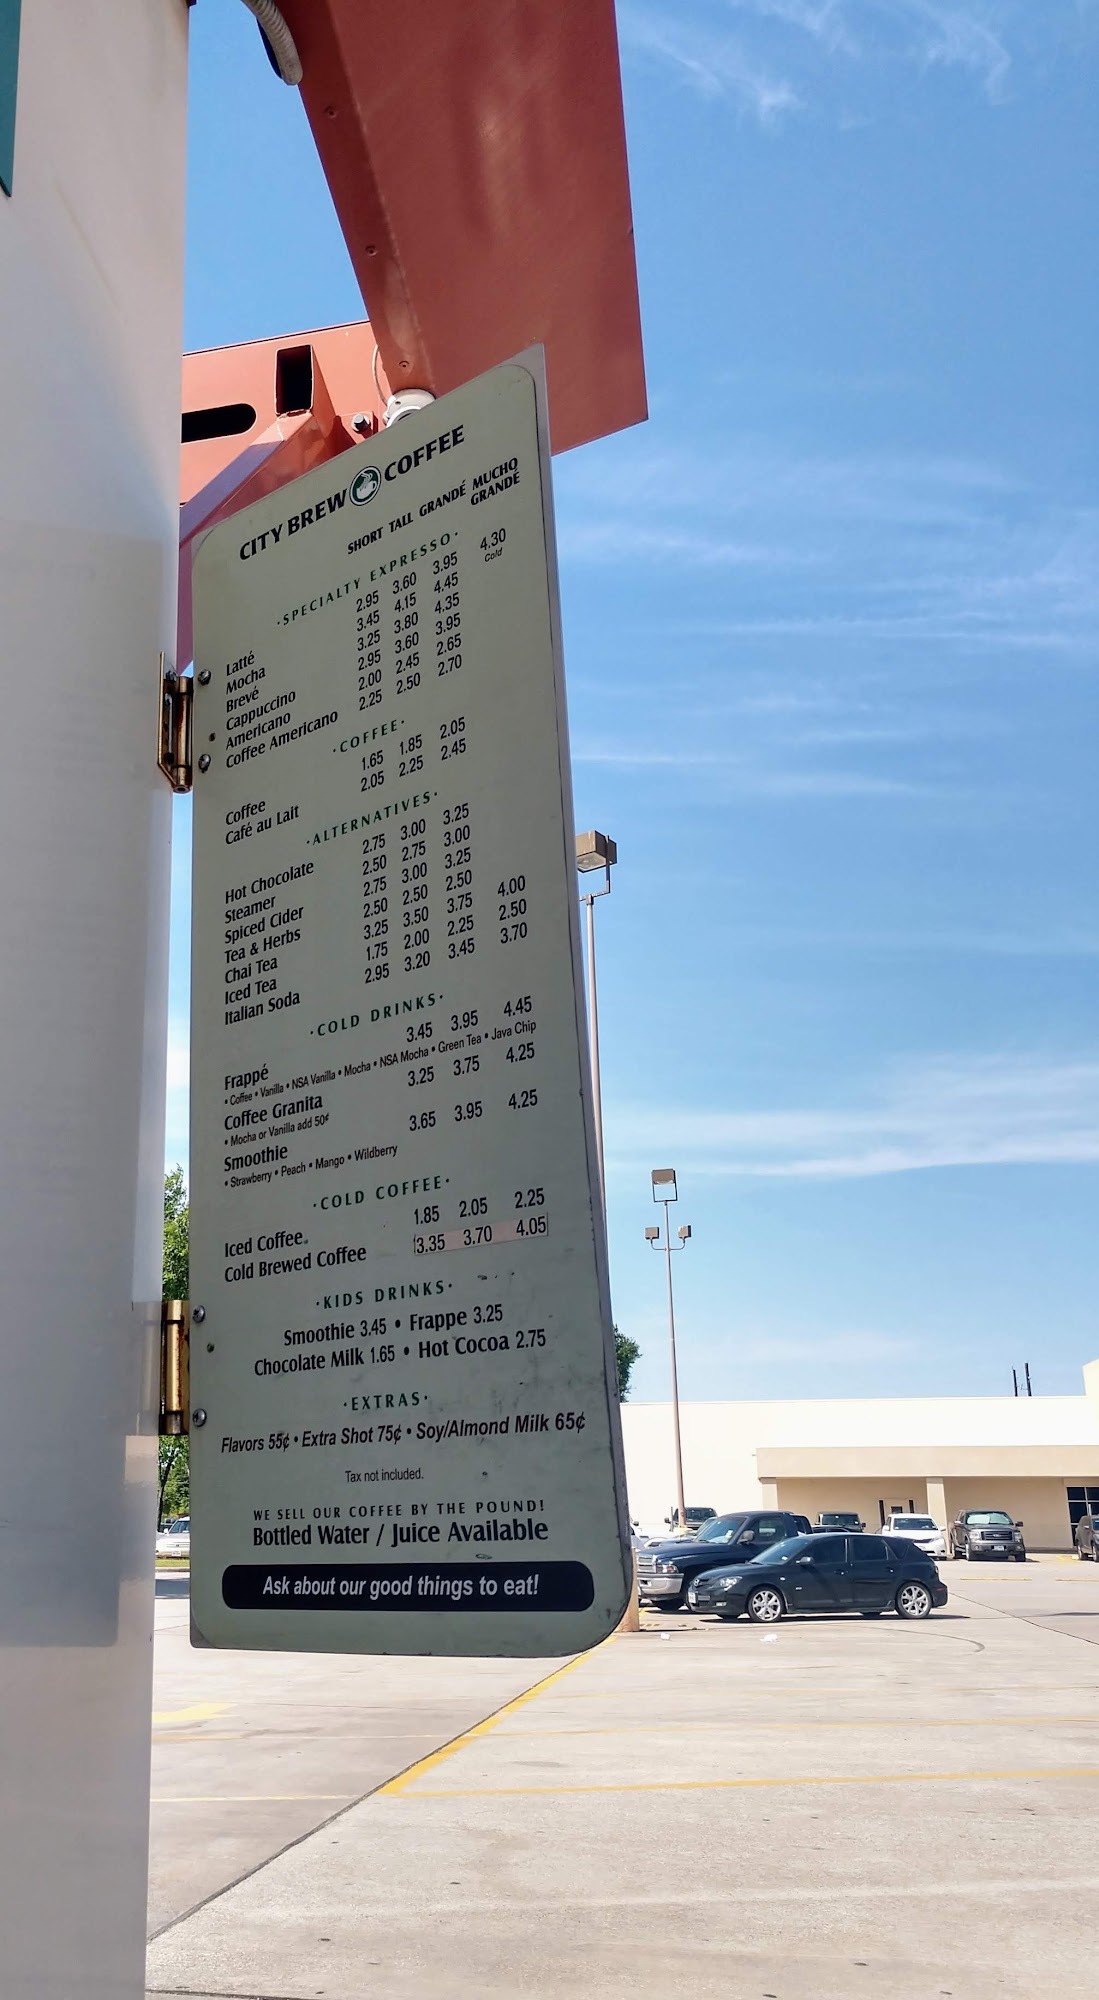 CITY BREW COFFEE
SHORT TALL GRANDÉ MUCHO GRANDÉ
·SPECIALTY EXPRESSO·
Latté 2.95 3.60 3.95 4.30 Cold
Mocha 3.45 4.15 4.45
Brevé 3.25 3.80 4.35
Cappuccino 2.95 3.60 3.95
Americano 2.00 2.45 2.65
Coffee Americano 2.25 2.50 2.70
·COFFEE·
Coffee 1.65 1.85 2.05
Café au Lait 2.05 2.25 2.45
·ALTERNATIVES·
Hot Chocolate 2.75 3.00 3.25
Steamer 2.50 2.75 3.00
Spiced Cider 2.75 3.00 3.25
Tea & Herbs 2.50 2.50 2.50
Chai Tea 3.25 3.50 3.75 4.00
Iced Tea 1.75 2.00 2.25 2.50
Italian Soda 2.95 3.20 3.45 3.70
·COLD DRINKS·
Frappé 3.45 3.95 4.45
• Coffee • Vanilla • NSA Vanilla • Mocha • NSA Mocha • Green Tea • Java Chip
Coffee Granita 3.25 3.75 4.25
• Mocha or Vanilla add 50¢
Smoothie 3.65 3.95 4.25
• Strawberry • Peach • Mango • Wildberry
·COLD COFFEE·
Iced Coffee 1.85 2.05 2.25
Cold Brewed Coffee 3.35 3.70 4.05
·KIDS DRINKS·
Smoothie 3.45 • Frappe 3.25
Chocolate Milk 1.65 • Hot Cocoa 2.75
·EXTRAS·
Flavors 55¢ • Extra Shot 75¢ • Soy/Almond Milk 65¢
Tax not included.
WE SELL OUR COFFEE BY THE POUND!
Bottled Water / Juice Available
Ask about our good things to eat!